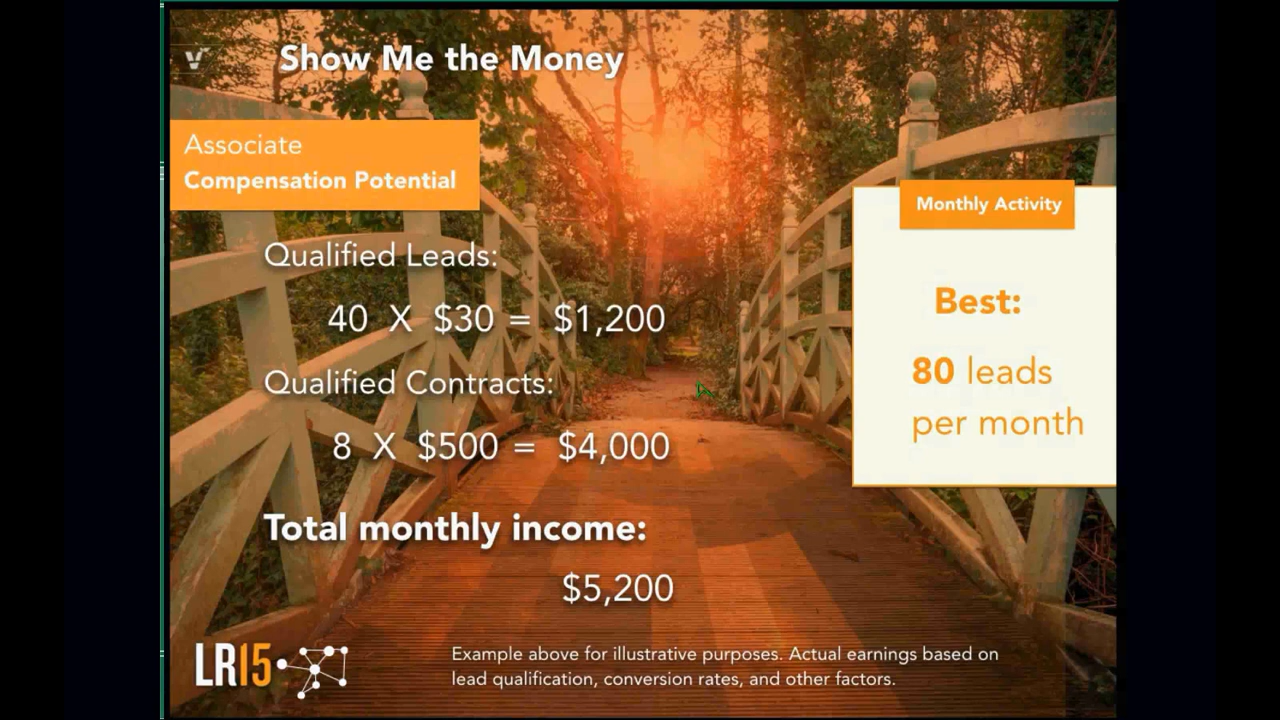 Show Me the Money
Associate
Compensation Potential
Monthly Activity
Qualified Leads:
40 X $30 = $1,200
Qualified Contracts:
8 X $500 = $4,000
Total monthly income:
$5,200
Best:
80 leads
per month
LR15
Example above for illustrative purposes. Actual earnings based on
lead qualification, conversion rates, and other factors.